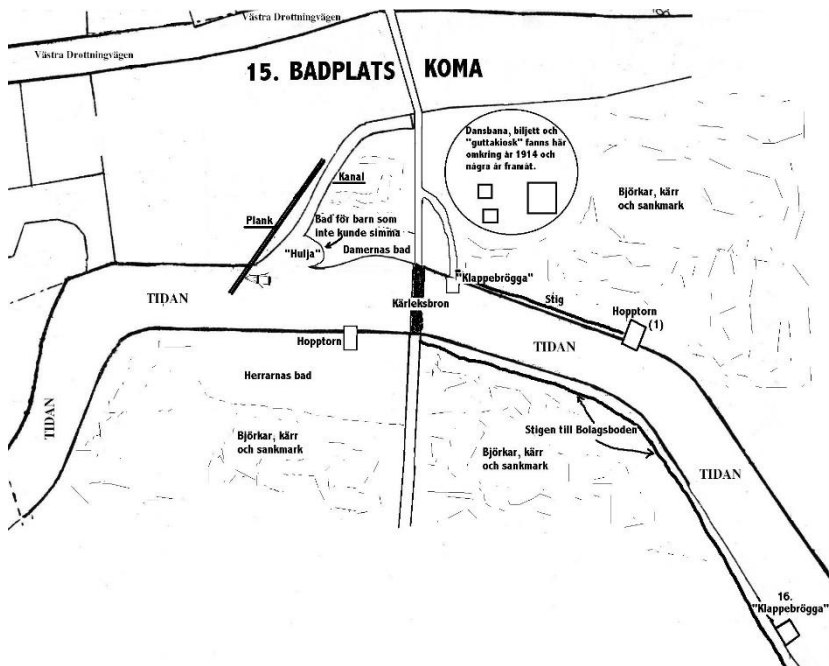 Västra Drottningvägen
Västra Drottningvägen
15. BADPLATS KOMA
Dansbana, biljett och
"guttakiosk" fanns här
omkring år 1914 och
några år framåt.
Björkar, kärr
och sankmark
Kanal
Plank
Bad för barn som
inte kunde simma
"Hulja"
Damernas bad
"Klappebrögga"
TIDAN
Kärleksbron
Stig
Hopptorn
(1)
Hopptorn
TIDAN
Herrarnas bad
TIDAN
Stigen till Bolagsboden
Björkar, kärr
och sankmark
Björkar, kärr
och sankmark
TIDAN
16.
"Klappebrögga"